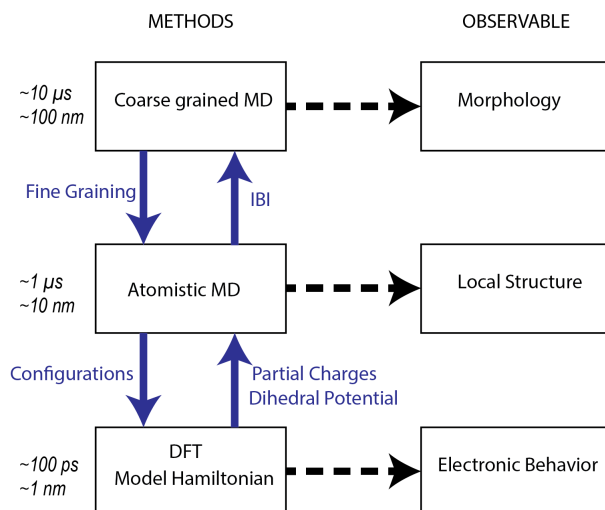 METHODS
OBSERVABLE
~10 µs
~100 nm
Coarse grained MD
Morphology
Fine Graining
IBI
~1 µs
~10 nm
Atomistic MD
Local Structure
Configurations
Partial Charges
Dihedral Potential
~100 ps
~1 nm
DFT
Model Hamiltonian
Electronic Behavior